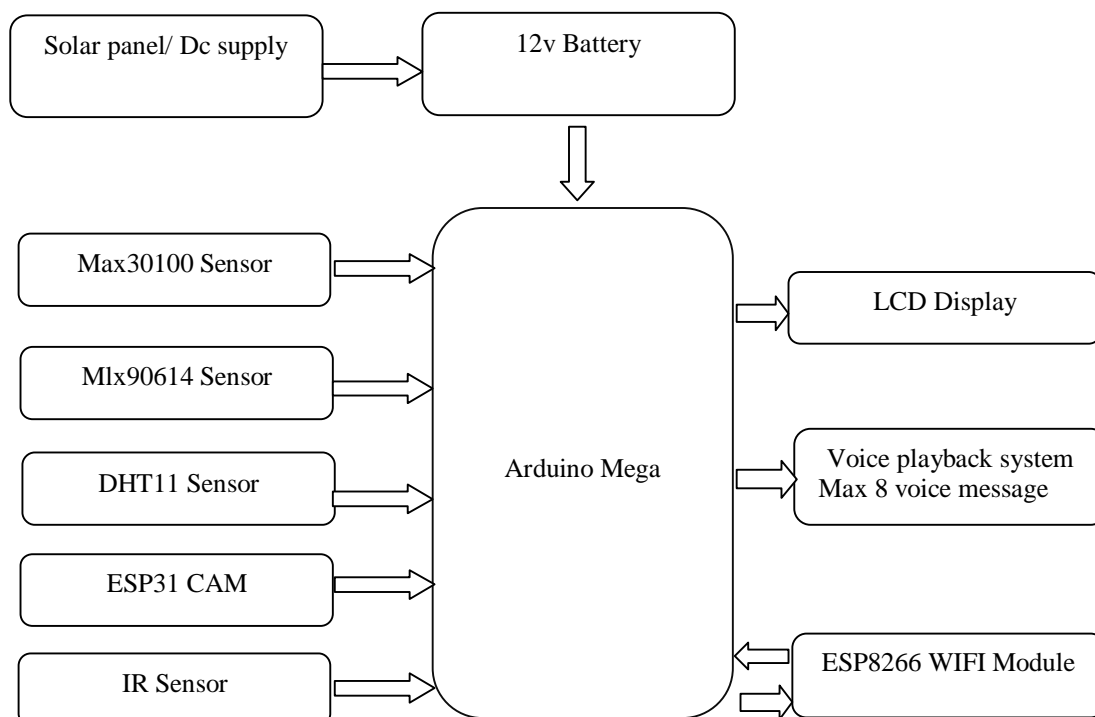 Solar panel/ Dc supply
12v Battery
Max30100 Sensor
Mlx90614 Sensor
DHT11 Sensor
ESP31 CAM
IR Sensor
Arduino Mega
LCD Display
Voice playback system
Max 8 voice message
ESP8266 WIFI Module